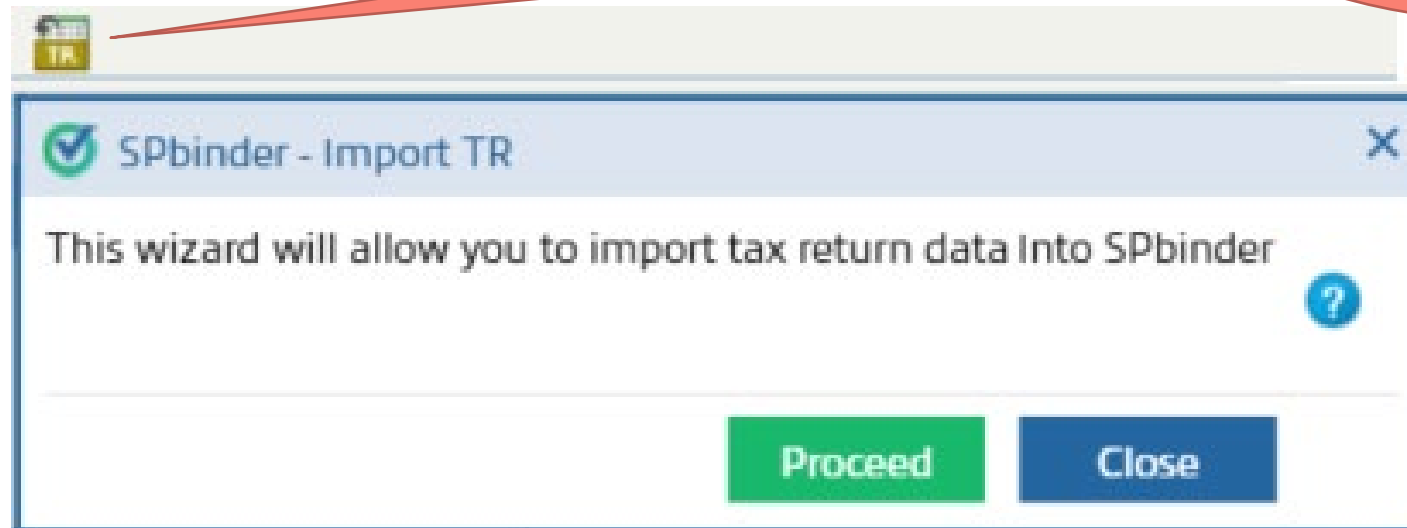 TR
SPbinder - Import TR
This wizard will allow you to import tax return data Into SPbinder
?
Proceed
Close